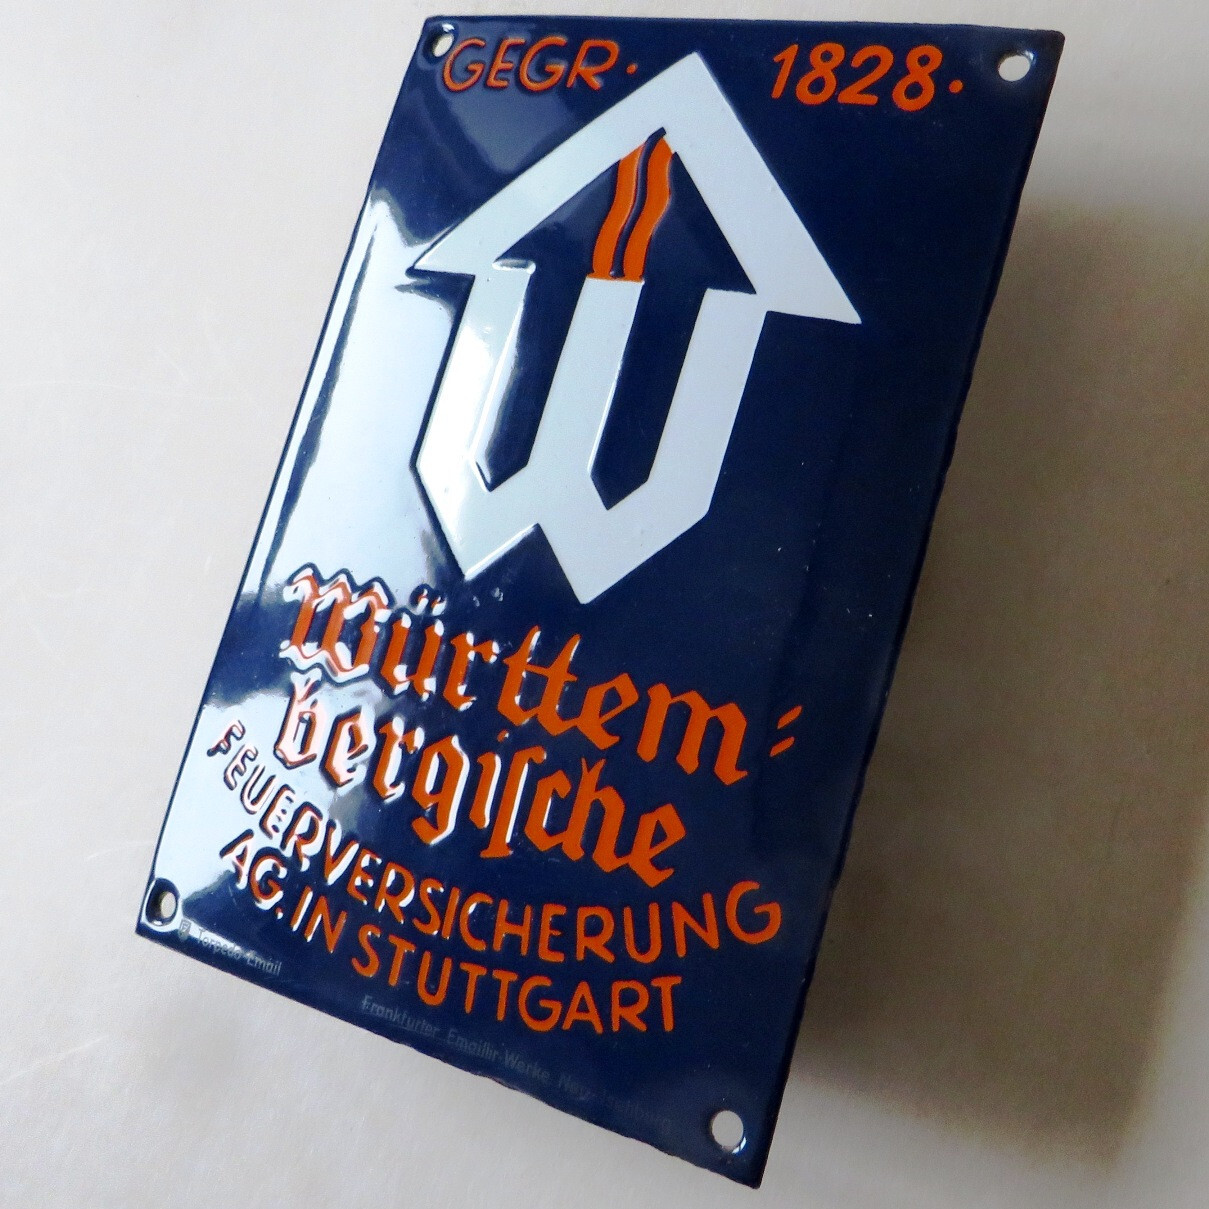 GEGR. 1828.
W
Württem=
bergische
FEUERVERSICHERUNG
AG. IN STUTTGART
Torpedo-Email
Frankfurter Emaillir-Werke